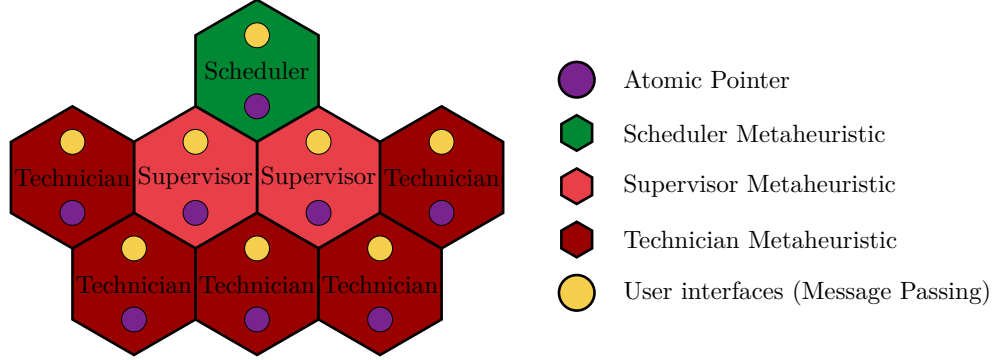 Scheduler
Technician
Supervisor
Supervisor
Technician
Technician
Technician
Technician
Atomic Pointer
Scheduler Metaheuristic
Supervisor Metaheuristic
Technician Metaheuristic
User interfaces (Message Passing)